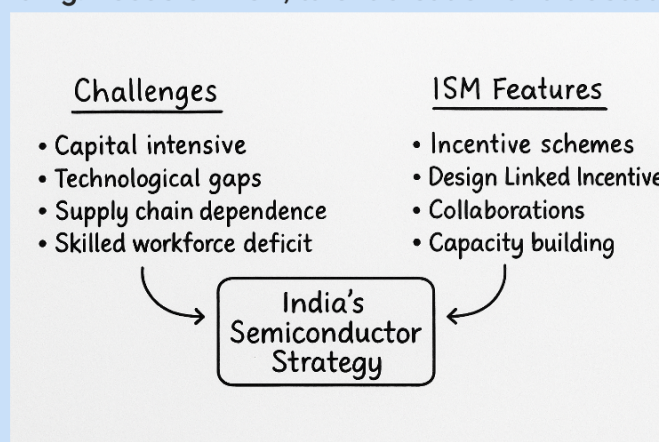 Challenges
• Capital intensive
• Technological gaps
• Supply chain dependence
• Skilled workforce deficit
ISM Features
• Incentive schemes
• Design Linked Incentive
• Collaborations
• Capacity building
India's
Semiconductor
Strategy